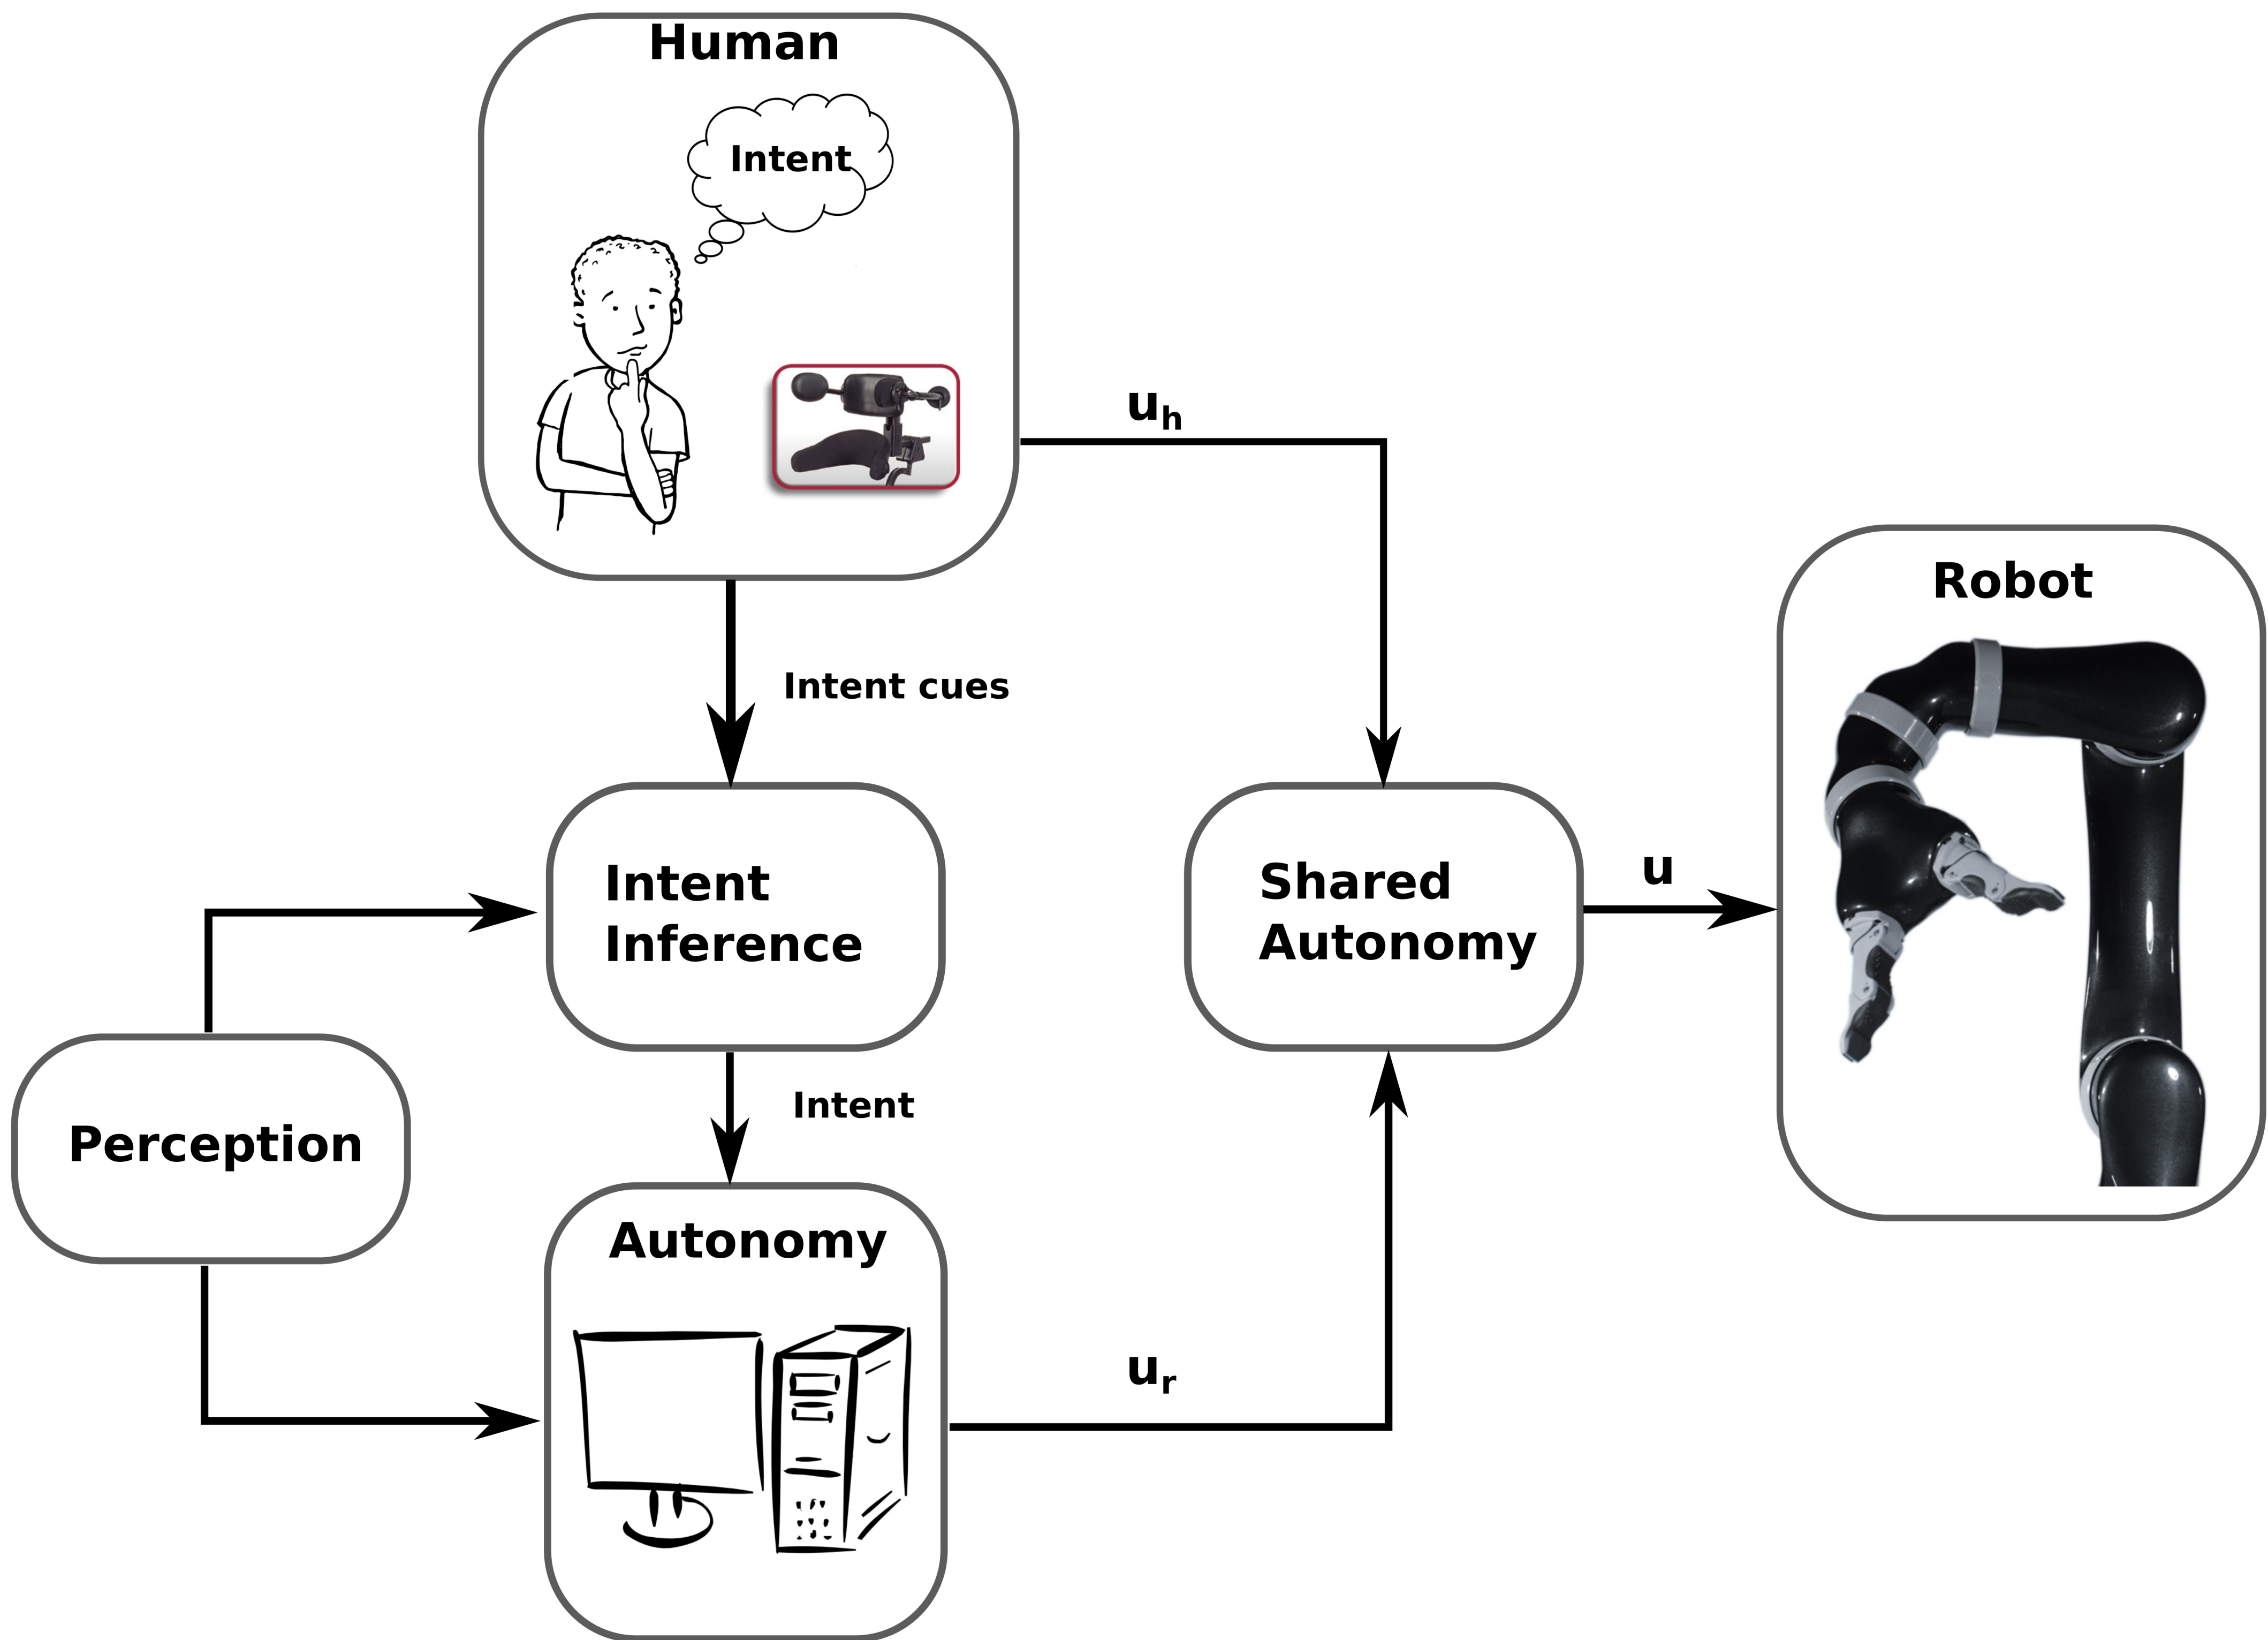 Human
Intent
u_h
Intent cues
Robot
Intent
Inference
Shared
Autonomy
u
Perception
Intent
Autonomy
u_r